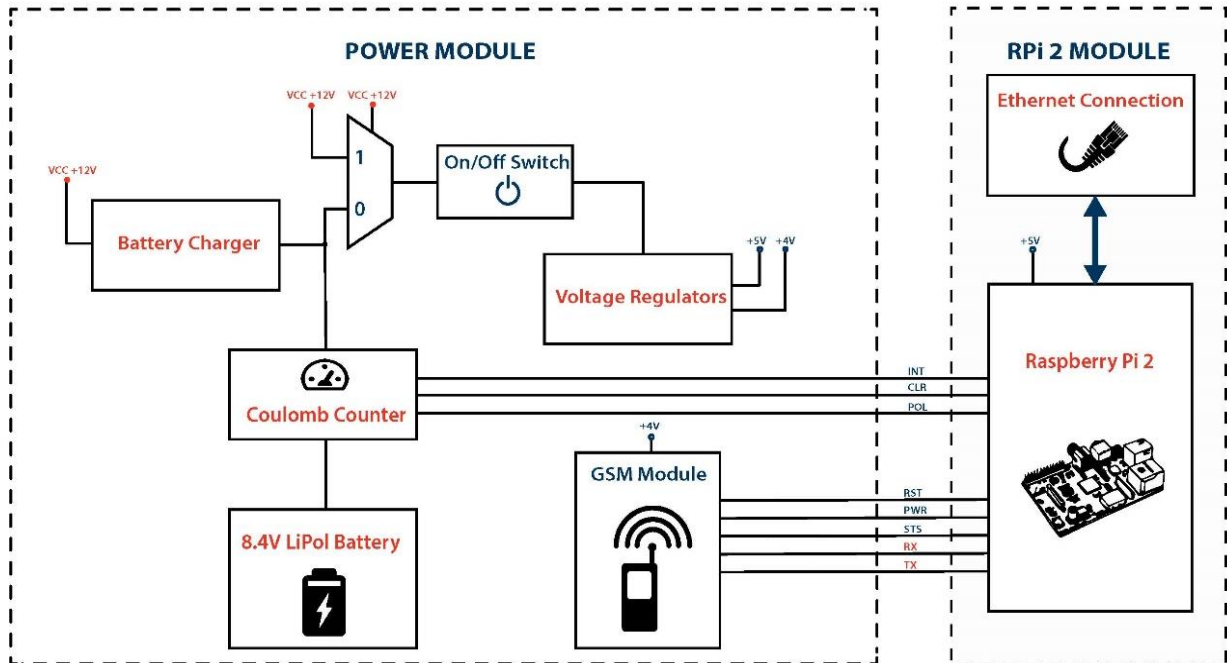 POWER MODULE
VCC +12V
VCC +12V
1
0
On/Off Switch
VCC +12V
Battery Charger
+5V
+4V
Voltage Regulators
Coulomb Counter
INT
CLR
POL
8.4V LiPol Battery
+4V
GSM Module
RST
PWR
STS
RX
TX
RPi 2 MODULE
Ethernet Connection
+5V
Raspberry Pi 2